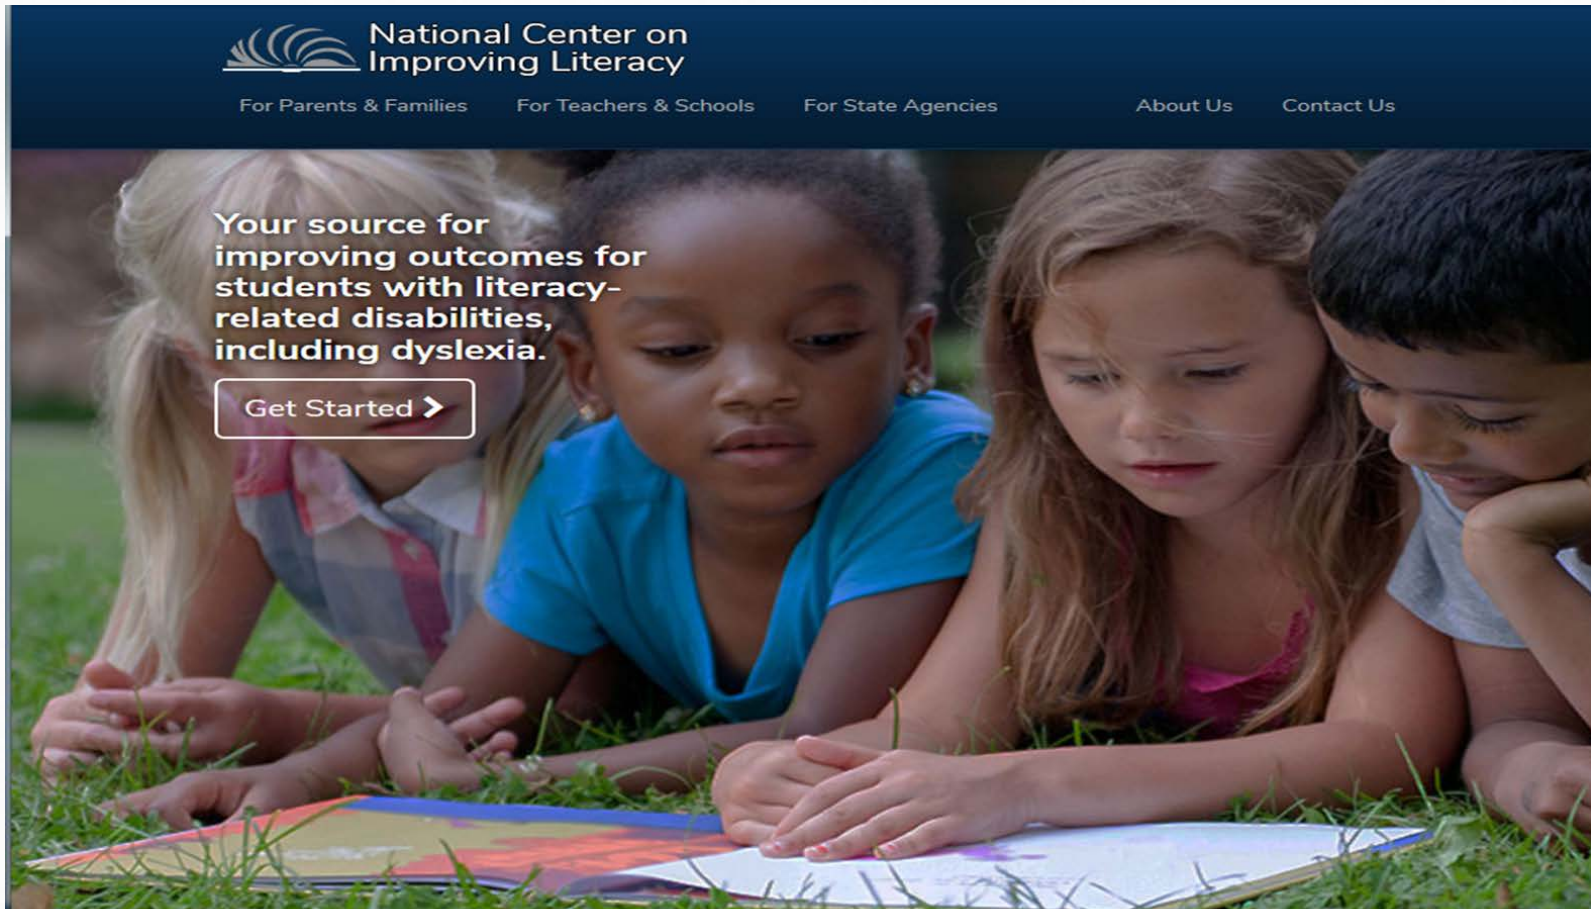 National Center on
Improving Literacy
For Parents & Families For Teachers & Schools For State Agencies About Us Contact Us
Your source for
improving outcomes for
students with literacy-
related disabilities,
including dyslexia.
Get Started